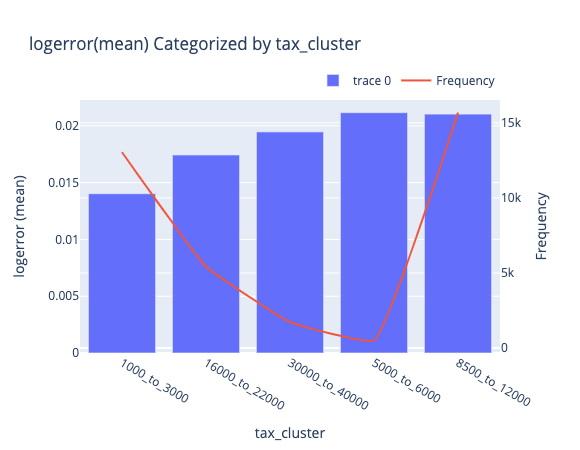 logerror(mean) Categorized by tax_cluster
trace 0
Frequency
0.02
0.015
0.01
0.005
0
logerror (mean)
15k
10k
5k
0
Frequency
1000_to_3000
16000_to_22000
30000_to_40000
5000_to_6000
8500_to_12000
tax_cluster